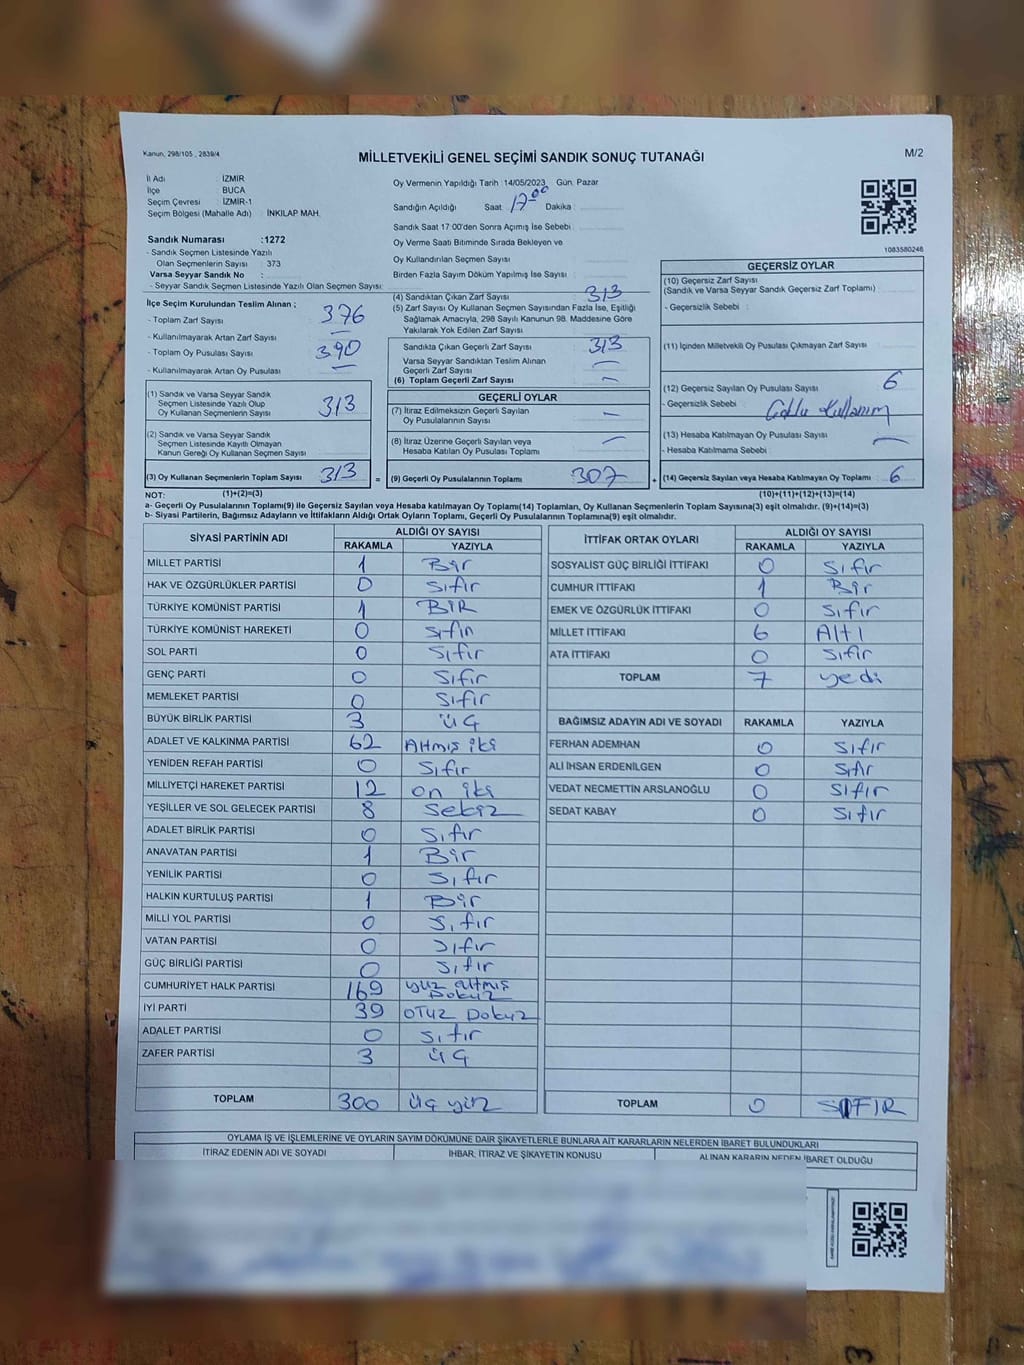 Kanun, 298/105 , 2839/4
MİLLETVEKİLİ GENEL SEÇİMİ SANDIK SONUÇ TUTANAĞI
M/2
İl Adı : İZMİR
İlçe : BUCA
Seçim Çevresi : İZMİR-1
Seçim Bölgesi (Mahalle Adı) : İNKILAP MAH.
Sandık Numarası :1272
- Sandık Seçmen Listesinde Yazılı
Olan Seçmenlerin Sayısı : 373
Varsa Seyyar Sandık No :
- Seyyar Sandık Seçmen Listesinde Yazılı Olan Seçmen Sayısı:
Oy Vermenin Yapıldığı Tarih :14/05/2023 Gün: Pazar
Sandığın Açıldığı Saat 17:00 Dakika :
Sandık Saat 17:00'den Sonra Açımış İse Sebebi :
Oy Verme Saati Bitiminde Sırada Bekleyen ve
Oy Kullandırılan Seçmen Sayısı :
Birden Fazla Sayım Döküm Yapılmış İse Sayısı :
1083580246
İlçe Seçim Kurulundan Teslim Alınan ;
- Toplam Zarf Sayısı : 376
- Kullanılmayarak Artan Zarf Sayısı : —
- Toplam Oy Pusulası Sayısı : 390
- Kullanılmayarak Artan Oy Pusulası : —
(1) Sandık ve Varsa Seyyar Sandık
Seçmen Listesinde Yazılı Olup
Oy Kullanan Seçmenlerin Sayısı : 313
(2) Sandık ve Varsa Seyyar Sandık
Seçmen Listesinde Kayıtlı Olmayan
Kanun Gereği Oy Kullanan Seçmen Sayısı :
(3) Oy Kullanan Seçmenlerin Toplam Sayısı : 313 =
(4) Sandıktan Çıkan Zarf Sayısı : 313
(5) Zarf Sayısı Oy Kullanan Seçmen Sayısından Fazla İse, Eşitliği
Sağlamak Amacıyla, 298 Sayılı Kanunun 98. Maddesine Göre
Yakılarak Yok Edilen Zarf Sayısı :
Sandıkta Çıkan Geçerli Zarf Sayısı : 313
Varsa Seyyar Sandıktan Teslim Alınan
Geçerli Zarf Sayısı : —
(6) Toplam Geçerli Zarf Sayısı : —
GEÇERLİ OYLAR
(7) İtiraz Edilmeksizin Geçerli Sayılan
Oy Pusulalarının Sayısı : —
(8) İtiraz Üzerine Geçerli Sayılan veya
Hesaba Katılan Oy Pusulası Toplamı : —
(9) Geçerli Oy Pusulalarının Toplamı : 307 +
GEÇERSİZ OYLAR
(10) Geçersiz Zarf Sayısı
(Sandık ve Varsa Seyyar Sandık Geçersiz Zarf Toplamı) :
- Geçersizlik Sebebi :
(11) İçinden Milletvekili Oy Pusulası Çıkmayan Zarf Sayısı :
(12) Geçersiz Sayılan Oy Pusulası Sayısı : 6
- Geçersizlik Sebebi : Çoklu Kullanım
(13) Hesaba Katılmayan Oy Pusulası Sayısı : —
- Hesaba Katılmama Sebebi :
(14) Geçersiz Sayılan veya Hesaba Katılmayan Oy Toplamı : 6
NOT: (1)+(2)=(3) (10)+(11)+(12)+(13)=(14)
a- Geçerli Oy Pusulalarının Toplamı(9) ile Geçersiz Sayılan veya Hesaba katılmayan Oy Toplamı(14) Toplamları, Oy Kullanan Seçmenlerin Toplam Sayısına(3) eşit olmalıdır. (9)+(14)=(3)
b- Siyasi Partilerin, Bağımsız Adayların ve İttifakların Aldığı Ortak Oyların Toplamı, Geçerli Oy Pusulalarının Toplamına(9) eşit olmalıdır.
SİYASİ PARTİNİN ADI ALDIĞI OY SAYISI
RAKAMLA YAZIYLA
MİLLET PARTİSİ 1 Bir
HAK VE ÖZGÜRLÜKLER PARTİSİ 0 Sıfır
TÜRKİYE KOMÜNİST PARTİSİ 1 BİR
TÜRKİYE KOMÜNİST HAREKETİ 0 Sıfır
SOL PARTİ 0 Sıfır
GENÇ PARTİ 0 Sıfır
MEMLEKET PARTİSİ 0 Sıfır
BÜYÜK BİRLİK PARTİSİ 3 ÜÇ
ADALET VE KALKINMA PARTİSİ 62 Altmış iki
YENİDEN REFAH PARTİSİ 0 Sıfır
MİLLİYETÇİ HAREKET PARTİSİ 12 on iki
YEŞİLLER VE SOL GELECEK PARTİSİ 8 Sekiz
ADALET BİRLİK PARTİSİ 0 Sıfır
ANAVATAN PARTİSİ 1 Bir
YENİLİK PARTİSİ 0 Sıfır
HALKIN KURTULUŞ PARTİSİ 1 Bir
MİLLİ YOL PARTİSİ 0 Sıfır
VATAN PARTİSİ 0 Sıfır
GÜÇ BİRLİĞİ PARTİSİ 0 Sıfır
CUMHURİYET HALK PARTİSİ 169 yüz altmış Dokuz
İYİ PARTİ 39 OTUZ Dokuz
ADALET PARTİSİ 0 Sıfır
ZAFER PARTİSİ 3 ÜÇ
TOPLAM 300 üç yüz
İTTİFAK ORTAK OYLARI ALDIĞI OY SAYISI
RAKAMLA YAZIYLA
SOSYALİST GÜÇ BİRLİĞİ İTTİFAKI 0 Sıfır
CUMHUR İTTİFAKI 1 Bir
EMEK VE ÖZGÜRLÜK İTTİFAKI 0 Sıfır
MİLLET İTTİFAKI 6 Altı
ATA İTTİFAKI 0 Sıfır
TOPLAM 7 yedi
BAĞIMSIZ ADAYIN ADI VE SOYADI RAKAMLA YAZIYLA
FERHAN ADEMHAN 0 Sıfır
ALİ İHSAN ERDENİLGEN 0 Sıfır
VEDAT NECMETTİN ARSLANOĞLU 0 Sıfır
SEDAT KABAY 0 Sıfır
TOPLAM 0 SIFIR
OYLAMA İŞ VE İŞLEMLERİNE VE OYLARIN SAYIM DÖKÜMÜNE DAİR ŞİKAYETLERLE BUNLARA AİT KARARLARIN NELERDEN İBARET BULUNDUKLARI
İTİRAZ EDENİN ADI VE SOYADI İHBAR, İTİRAZ VE ŞİKAYETİN KONUSU ALINAN KARARIN NEDEN İBARET OLDUĞU